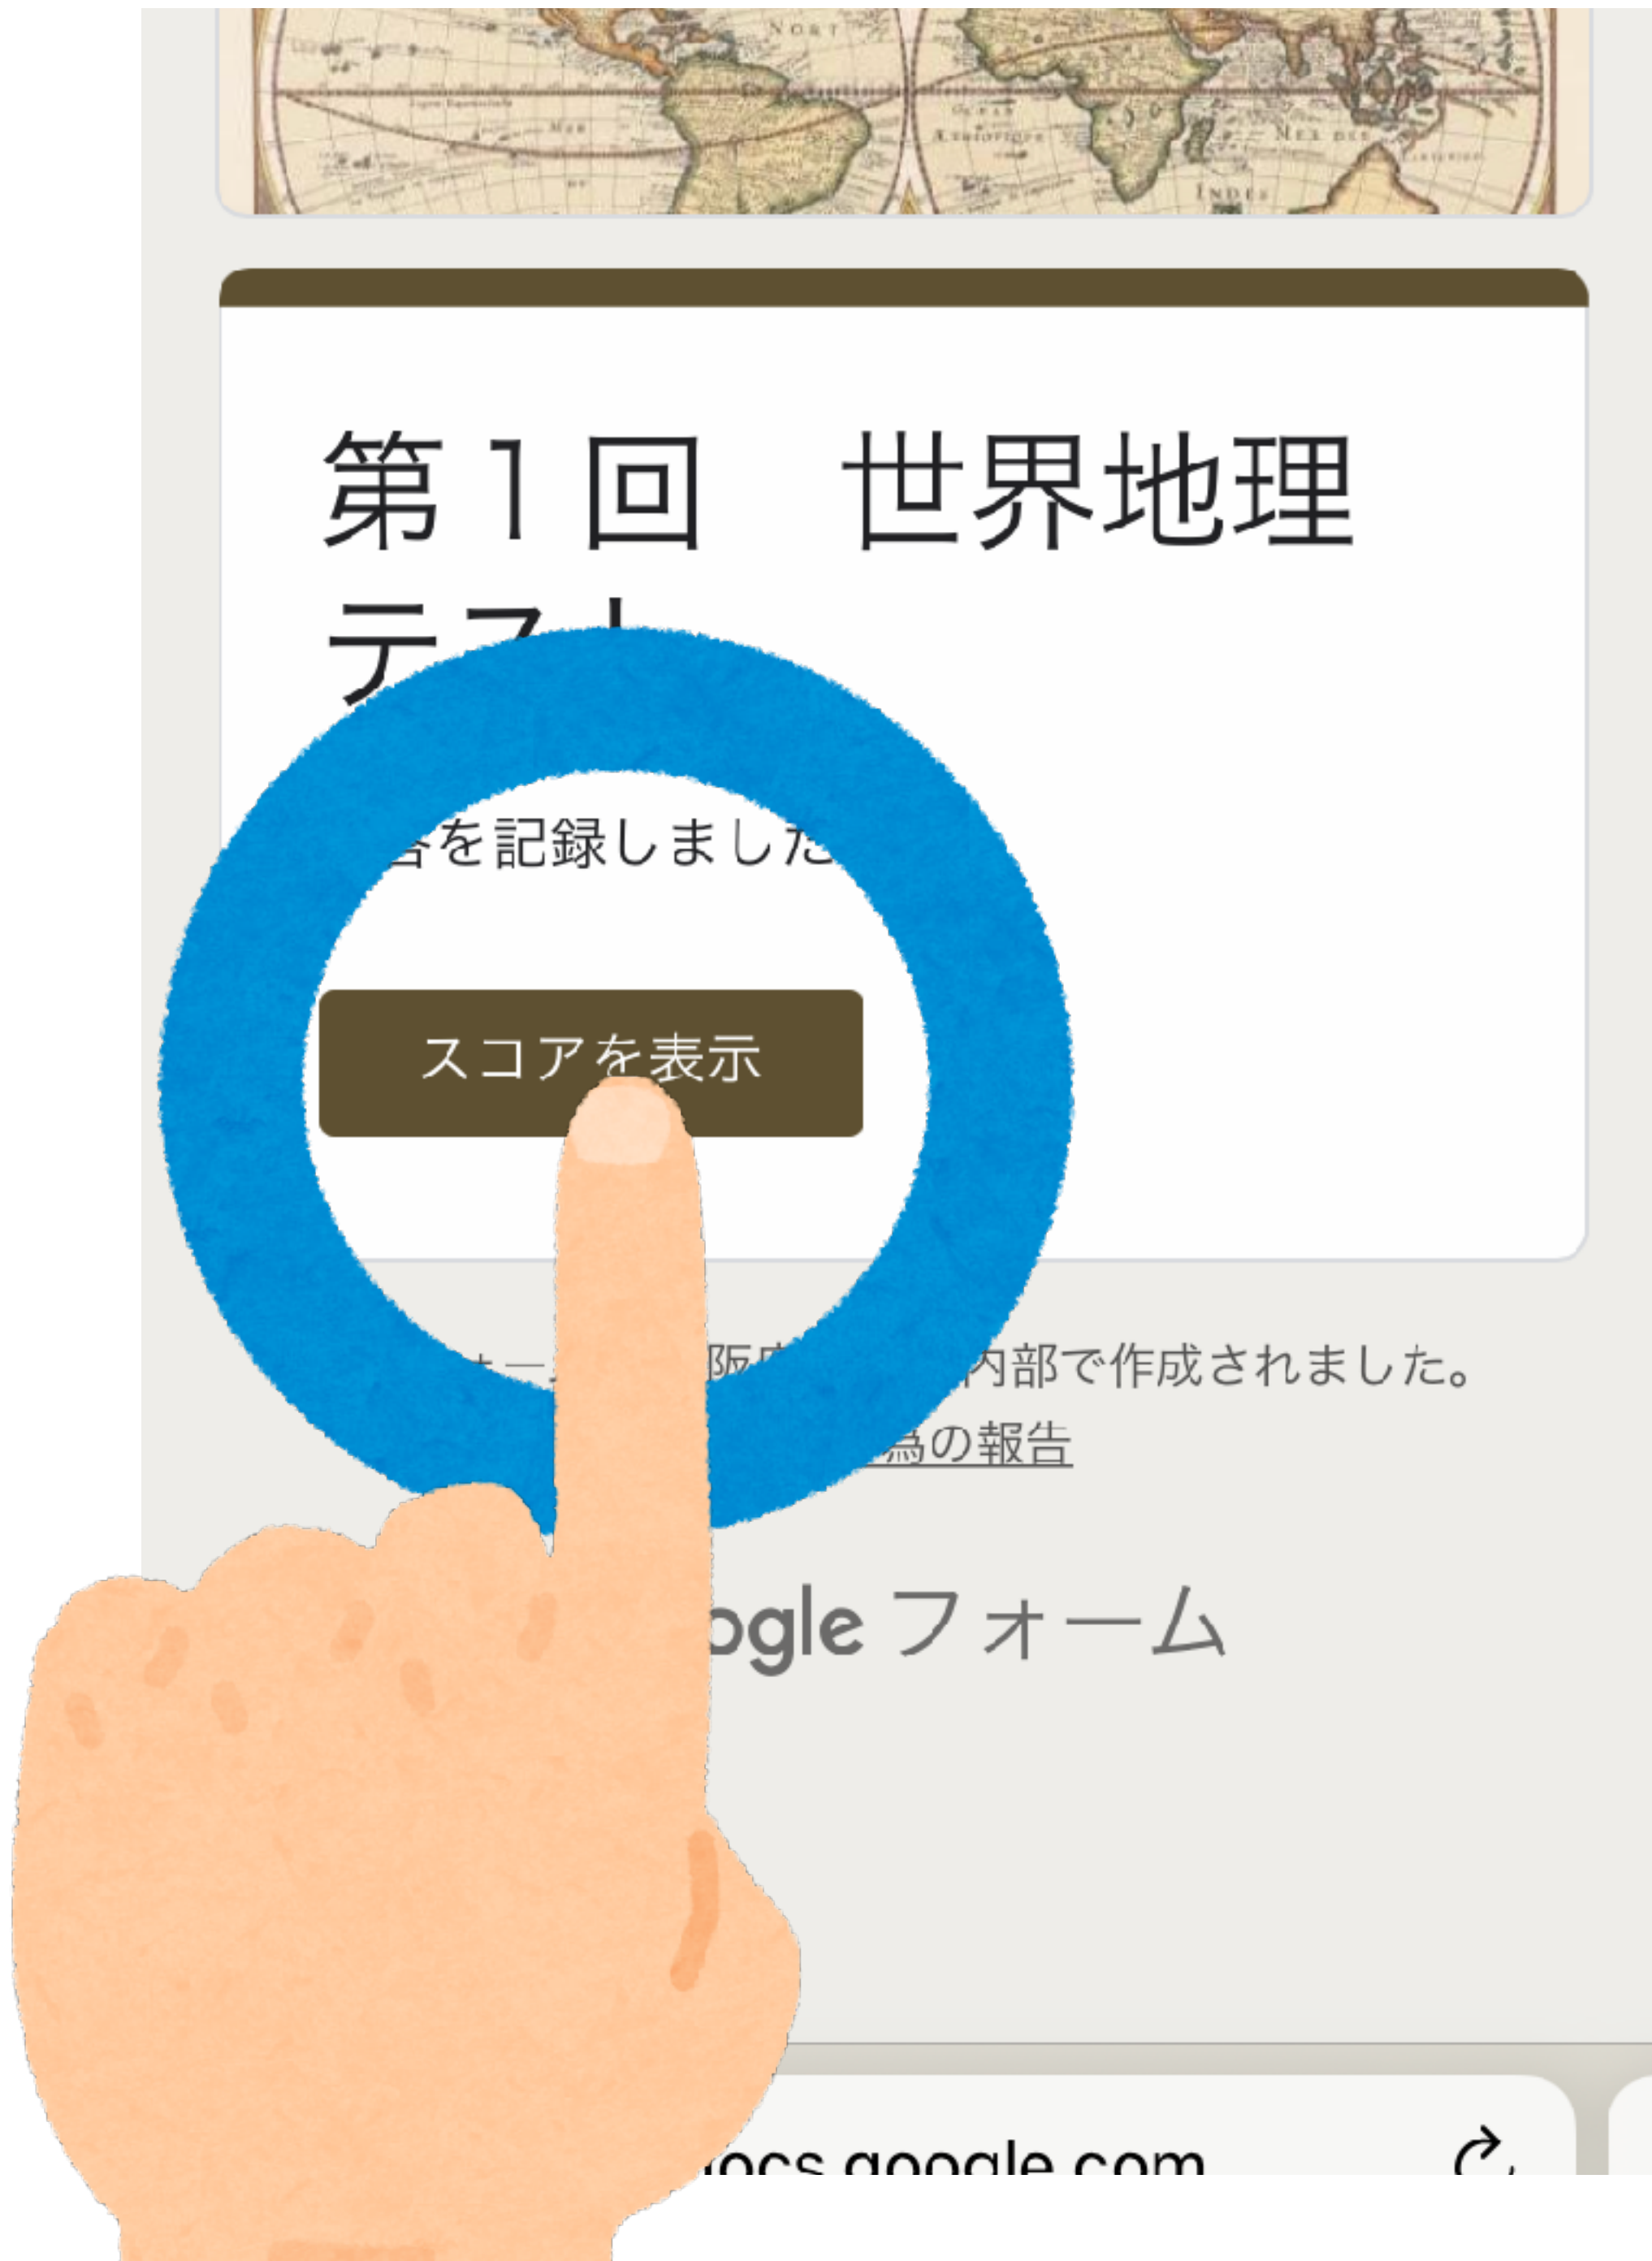 NORT
INDES
第1回 世界地理
テスト
を記録しました
スコアを表示
内部で作成されました。
の報告
フォーム
google.com